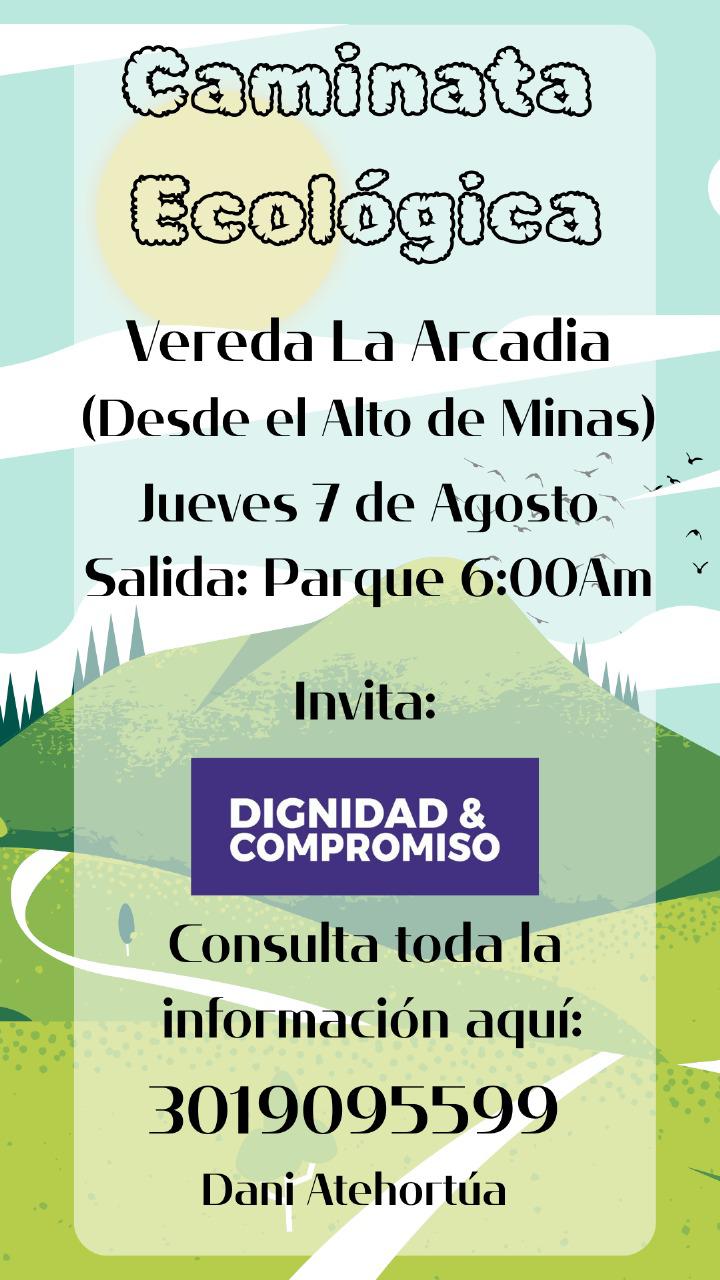 Caminata
Ecológica
Vereda La Arcadia
(Desde el Alto de Minas)
Jueves 7 de Agosto
Salida: Parque 6:00Am
Invita:
DIGNIDAD &
COMPROMISO
Consulta toda la
información aquí:
3019095599
Dani Atehortúa